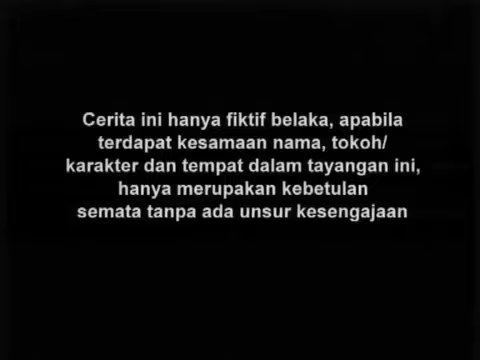 Cerita ini hanya fiktif belaka, apabila
terdapat kesamaan nama, tokoh/
karakter dan tempat dalam tayangan ini,
hanya merupakan kebetulan
semata tanpa ada unsur kesengajaan